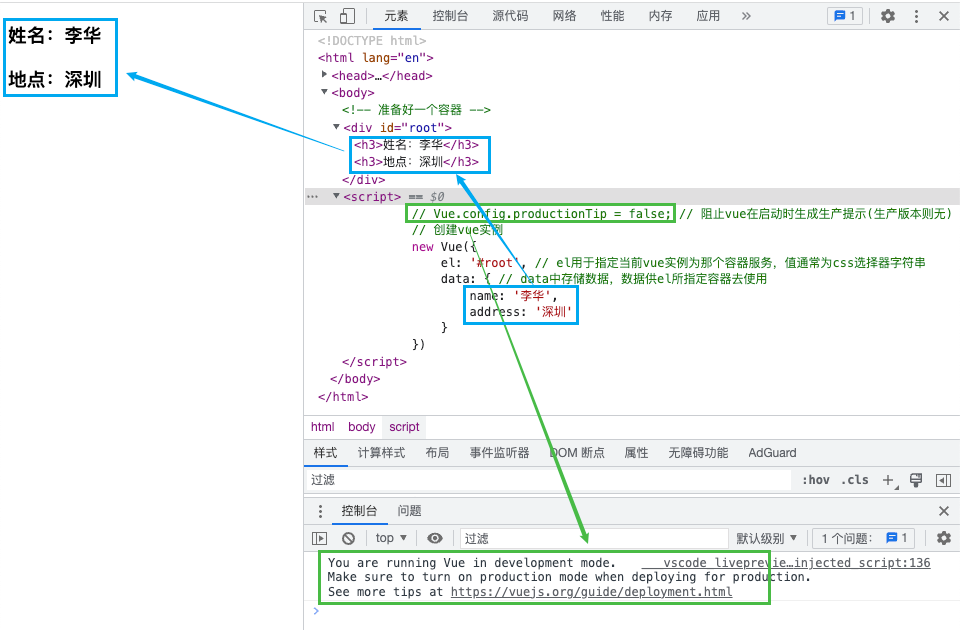 姓名：李华
地点：深圳
元素 控制台 源代码 网络 性能 内存 应用 » 1
<!DOCTYPE html>
<html lang="en">
<head>…</head>
<body>
<!-- 准备好一个容器 -->
<div id="root">
<h3>姓名：李华</h3>
<h3>地点：深圳</h3>
</div>
<script> == $0
// Vue.config.productionTip = false; // 阻止vue在启动时生成生产提示(生产版本则无)
// 创建vue实例
new Vue({
el: '#root', // el用于指定当前vue实例为那个容器服务，值通常为css选择器字符串
data: { // data中存储数据，数据供el所指定容器去使用
name: '李华',
address: '深圳'
}
})
</script>
</body>
</html>
html body script
样式 计算样式 布局 事件监听器 DOM 断点 属性 无障碍功能 AdGuard
过滤 :hov .cls +
控制台 问题
top 过滤 默认级别 1 个问题： 1
You are running Vue in development mode. ___vscode_liveprevie…injected_script:136
Make sure to turn on production mode when deploying for production.
See more tips at https://vuejs.org/guide/deployment.html
>